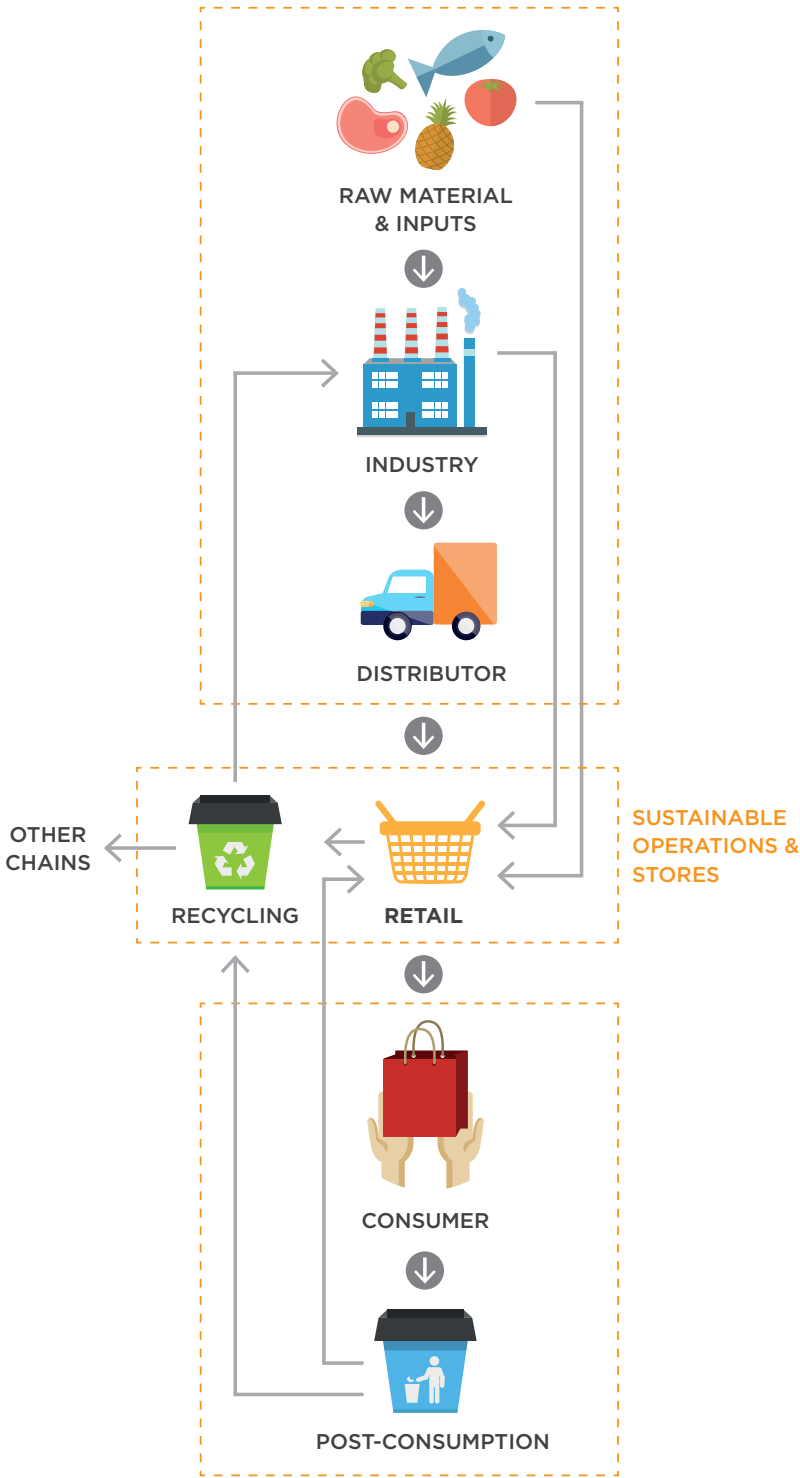 RAW MATERIAL
& INPUTS
INDUSTRY
DISTRIBUTOR
OTHER
CHAINS
RECYCLING
RETAIL
SUSTAINABLE
OPERATIONS &
STORES
CONSUMER
POST-CONSUMPTION